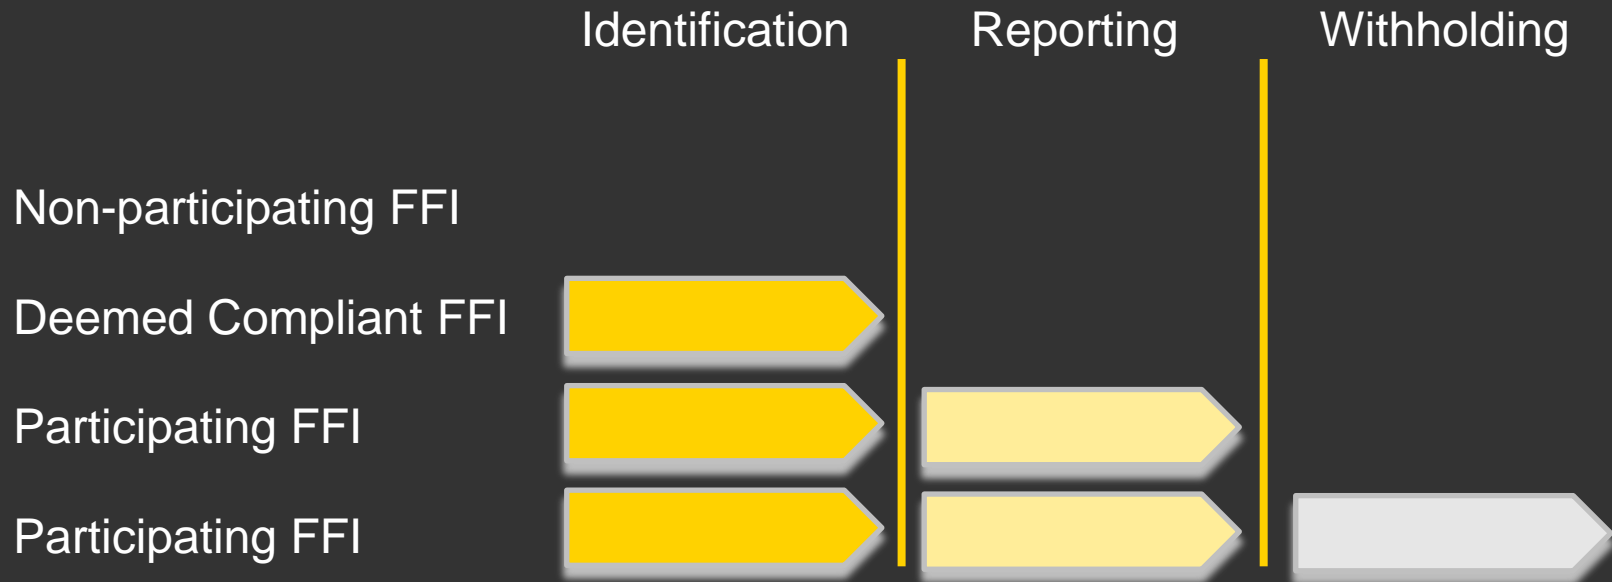 Identification Reporting Withholding
Non-participating FFI
Deemed Compliant FFI
Participating FFI
Participating FFI